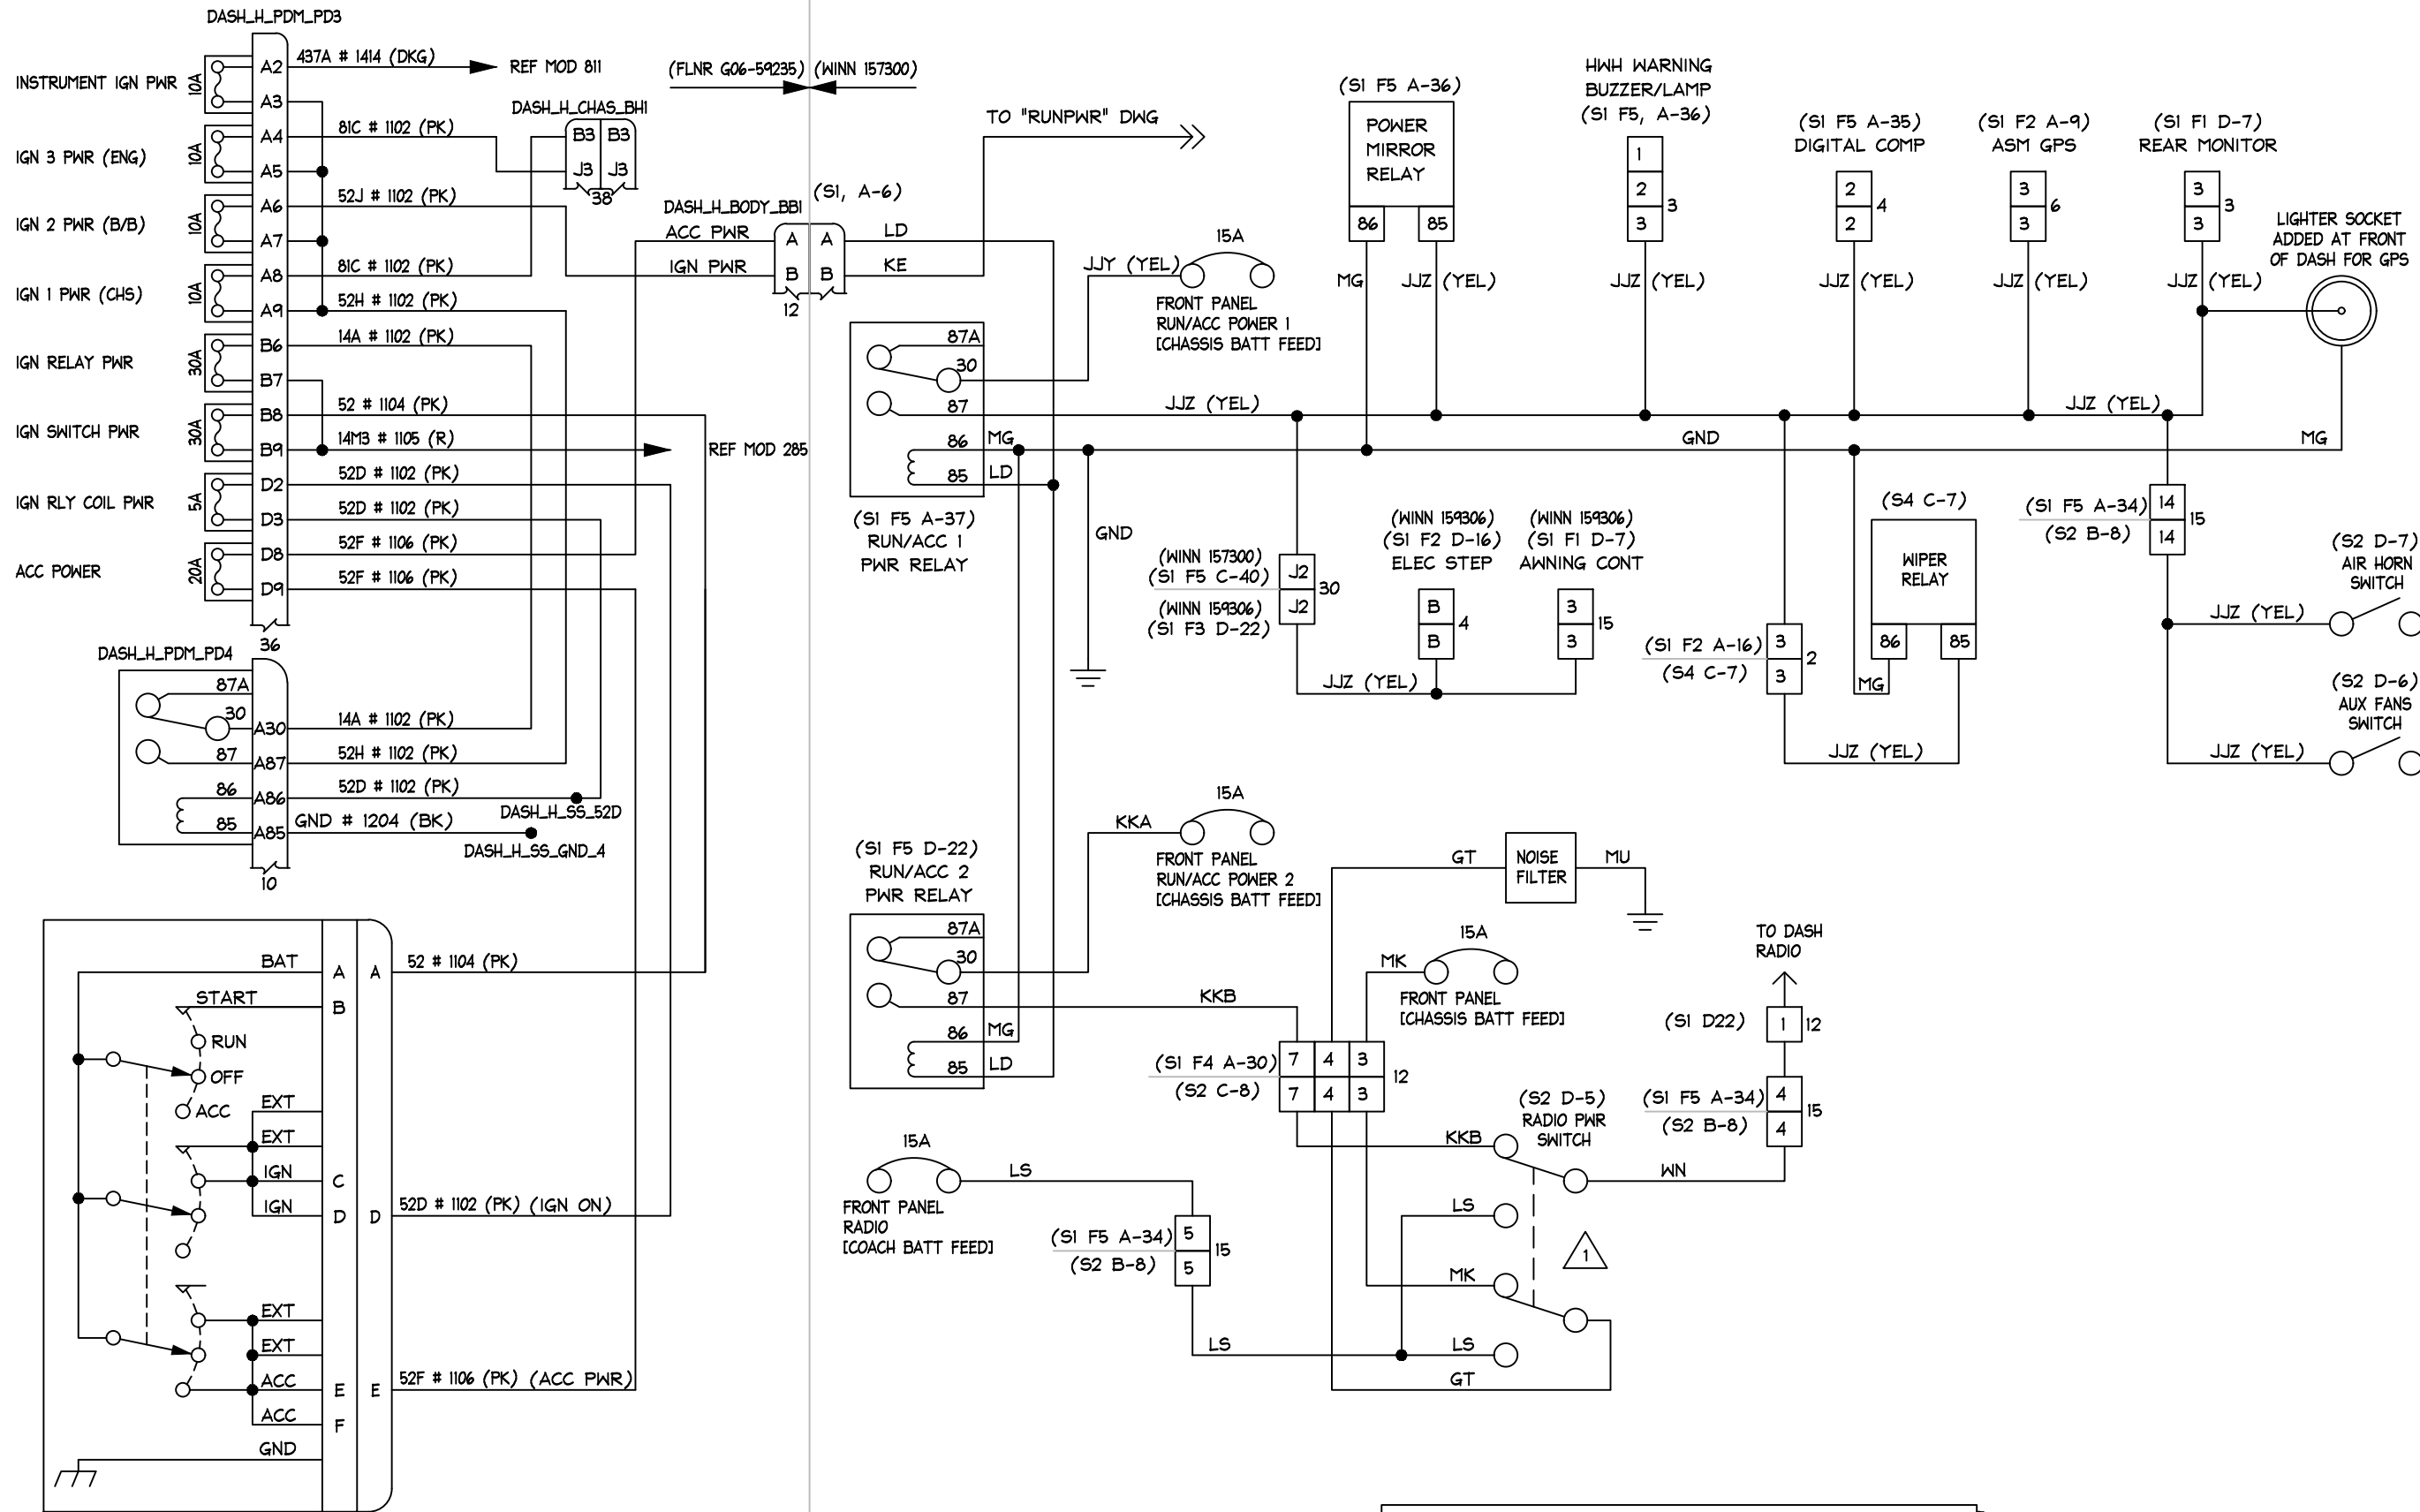 DASH_H_PDM_PD3
INSTRUMENT IGN PWR
10A
A2
437A # 1414 (DKG)
REF MOD 811
A3
IGN 3 PWR (ENG)
10A
A4
81C # 1102 (PK)
A5
IGN 2 PWR (B/B)
10A
A6
52J # 1102 (PK)
A7
IGN 1 PWR (CHS)
10A
A8
81C # 1102 (PK)
A9
52H # 1102 (PK)
IGN RELAY PWR
30A
B6
14A # 1102 (PK)
B7
IGN SWITCH PWR
30A
B8
52 # 1104 (PK)
B9
14M3 # 1105 (R)
REF MOD 285
IGN RLY COIL PWR
5A
D2
52D # 1102 (PK)
D3
52D # 1102 (PK)
ACC POWER
20A
D8
52F # 1106 (PK)
D9
52F # 1106 (PK)
36
DASH_H_CHAS_BH1
B3 B3
J3 J3
38
(FLNR G06-59235) (WINN 157300)
(S1, A-6)
DASH_H_BODY_BB1
ACC PWR A A LD
IGN PWR B B KE
12
TO "RUNPWR" DWG
DASH_H_PDM_PD4
87A
30
A30
14A # 1102 (PK)
87
A87
52H # 1102 (PK)
86
A86
52D # 1102 (PK)
DASH_H_SS_52D
85
A85
GND # 1204 (BK)
DASH_H_SS_GND_4
10
BAT A A 52 # 1104 (PK)
START B
RUN
OFF
ACC
EXT
EXT
IGN C
IGN D D 52D # 1102 (PK) (IGN ON)
EXT
EXT
ACC E E 52F # 1106 (PK) (ACC PWR)
ACC F
GND
JJY (YEL)
15A
FRONT PANEL
RUN/ACC POWER 1
[CHASSIS BATT FEED]
87A
30
87
86 MG
85 LD
(S1 F5 A-37)
RUN/ACC 1
PWR RELAY
JJZ (YEL)
GND
JJZ (YEL)
MG
GND
(S1 F5 A-36)
POWER
MIRROR
RELAY
86 85
MG JJZ (YEL)
HWH WARNING
BUZZER/LAMP
(S1 F5, A-36)
1
2
3
3
JJZ (YEL)
(S1 F5 A-35)
DIGITAL COMP
2
2
4
JJZ (YEL)
(S1 F2 A-9)
ASM GPS
3
3
6
JJZ (YEL)
(S1 F1 D-7)
REAR MONITOR
3
3
3
JJZ (YEL)
LIGHTER SOCKET
ADDED AT FRONT
OF DASH FOR GPS
(WINN 157300)
(S1 F5 C-40)
(WINN 159306)
(S1 F3 D-22)
J2
J2
30
(WINN 159306)
(S1 F2 D-16)
ELEC STEP
B
B
4
(WINN 159306)
(S1 F1 D-7)
AWNING CONT
3
3
15
JJZ (YEL)
(S1 F2 A-16)
(S4 C-7)
3
3
2
(S4 C-7)
WIPER
RELAY
86 85
MG
JJZ (YEL)
(S1 F5 A-34)
(S2 B-8)
14
14
15
(S2 D-7)
AIR HORN
SWITCH
JJZ (YEL)
(S2 D-6)
AUX FANS
SWITCH
JJZ (YEL)
(S1 F5 D-22)
RUN/ACC 2
PWR RELAY
87A
30
87
86 MG
85 LD
KKA
15A
FRONT PANEL
RUN/ACC POWER 2
[CHASSIS BATT FEED]
KKB
GT
NOISE
FILTER
MU
MK
15A
FRONT PANEL
[CHASSIS BATT FEED]
(S1 F4 A-30)
(S2 C-8)
7 4 3
7 4 3
12
TO DASH
RADIO
(S1 D22)
1
12
(S1 F5 A-34)
(S2 B-8)
4
4
15
(S2 D-5)
RADIO PWR
SWITCH
KKB
WN
LS
1
MK
LS
GT
15A
LS
FRONT PANEL
RADIO
[COACH BATT FEED]
(S1 F5 A-34)
(S2 B-8)
5
5
15
LS